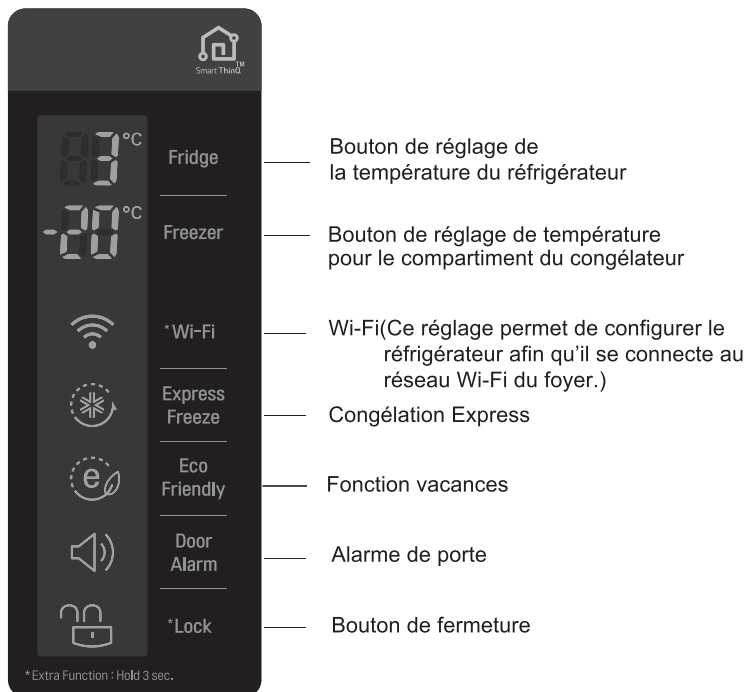 Smart ThinQ™
3 °C
Fridge
Bouton de réglage de
la température du réfrigérateur
-20 °C
Freezer
Bouton de réglage de température
pour le compartiment du congélateur
*Wi-Fi
Wi-Fi(Ce réglage permet de configurer le
réfrigérateur afin qu'il se connecte au
réseau Wi-Fi du foyer.)
Express
Freeze
Congélation Express
e
Eco
Friendly
Fonction vacances
Door
Alarm
Alarme de porte
*Lock
Bouton de fermeture
*Extra Function : Hold 3 sec.